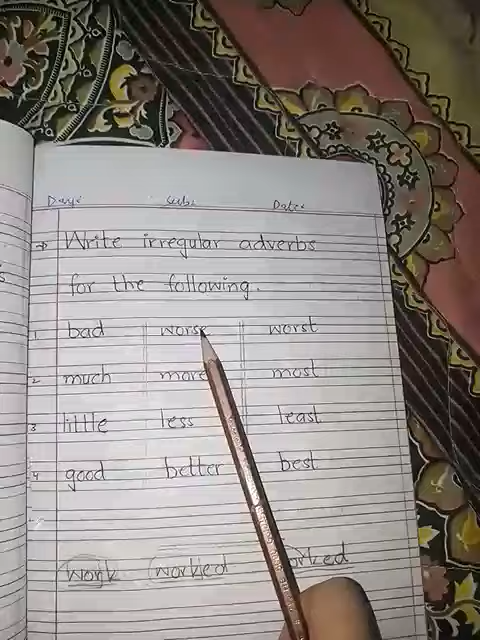 Day: Sub: Date:
→ Write irregular adverbs
for the following.
1 bad worse worst
2 much more most
3 little less least
4 good better best
work workied